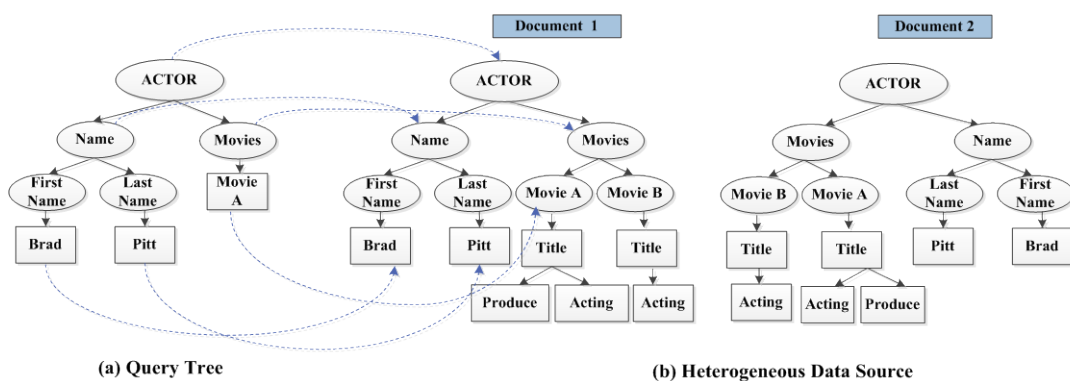 Document 1
Document 2
ACTOR
ACTOR
ACTOR
Name
Movies
Name
Movies
Movies
Name
First
Name
Last
Name
Movie
A
First
Name
Last
Name
Movie A
Movie B
Movie B
Movie A
Last
Name
First
Name
Brad
Pitt
Brad
Pitt
Title
Title
Title
Title
Pitt
Brad
Produce
Acting
Acting
Acting
Acting
Produce
(a) Query Tree
(b) Heterogeneous Data Source